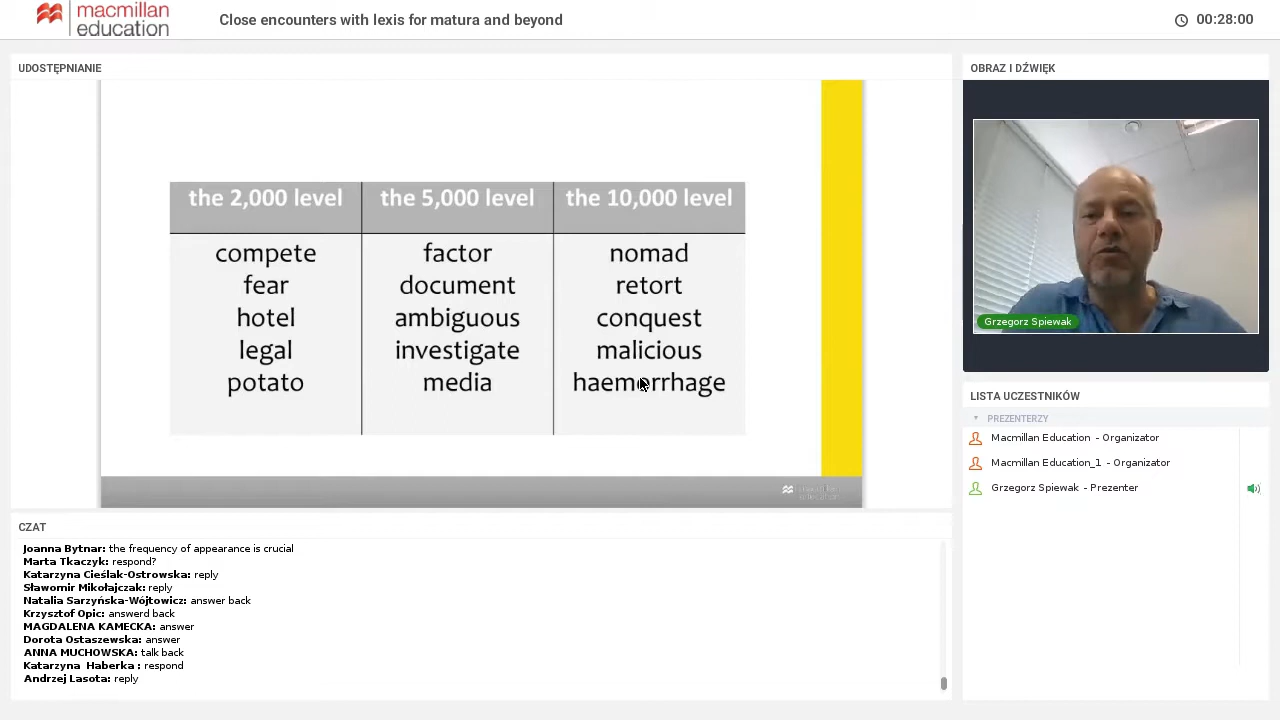 macmillan
education
Close encounters with lexis for matura and beyond
00:28:00
UDOSTĘPNIANIE
the 2,000 level the 5,000 level the 10,000 level
compete factor nomad
fear document retort
hotel ambiguous conquest
legal investigate malicious
potato media haemorrhage
macmillan
education
OBRAZ I DŹWIĘK
Grzegorz Spiewak
LISTA UCZESTNIKÓW
PREZENTERZY
Macmillan Education - Organizator
Macmillan Education_1 - Organizator
Grzegorz Spiewak - Prezenter
CZAT
Joanna Bytnar: the frequency of appearance is crucial
Marta Tkaczyk: respond?
Katarzyna Cieślak-Ostrowska: reply
Sławomir Mikołajczak: reply
Natalia Sarzyńska-Wójtowicz: answer back
Krzysztof Opic: answerd back
MAGDALENA KAMECKA: answer
Dorota Ostaszewska: answer
ANNA MUCHOWSKA: talk back
Katarzyna Haberka : respond
Andrzej Lasota: reply